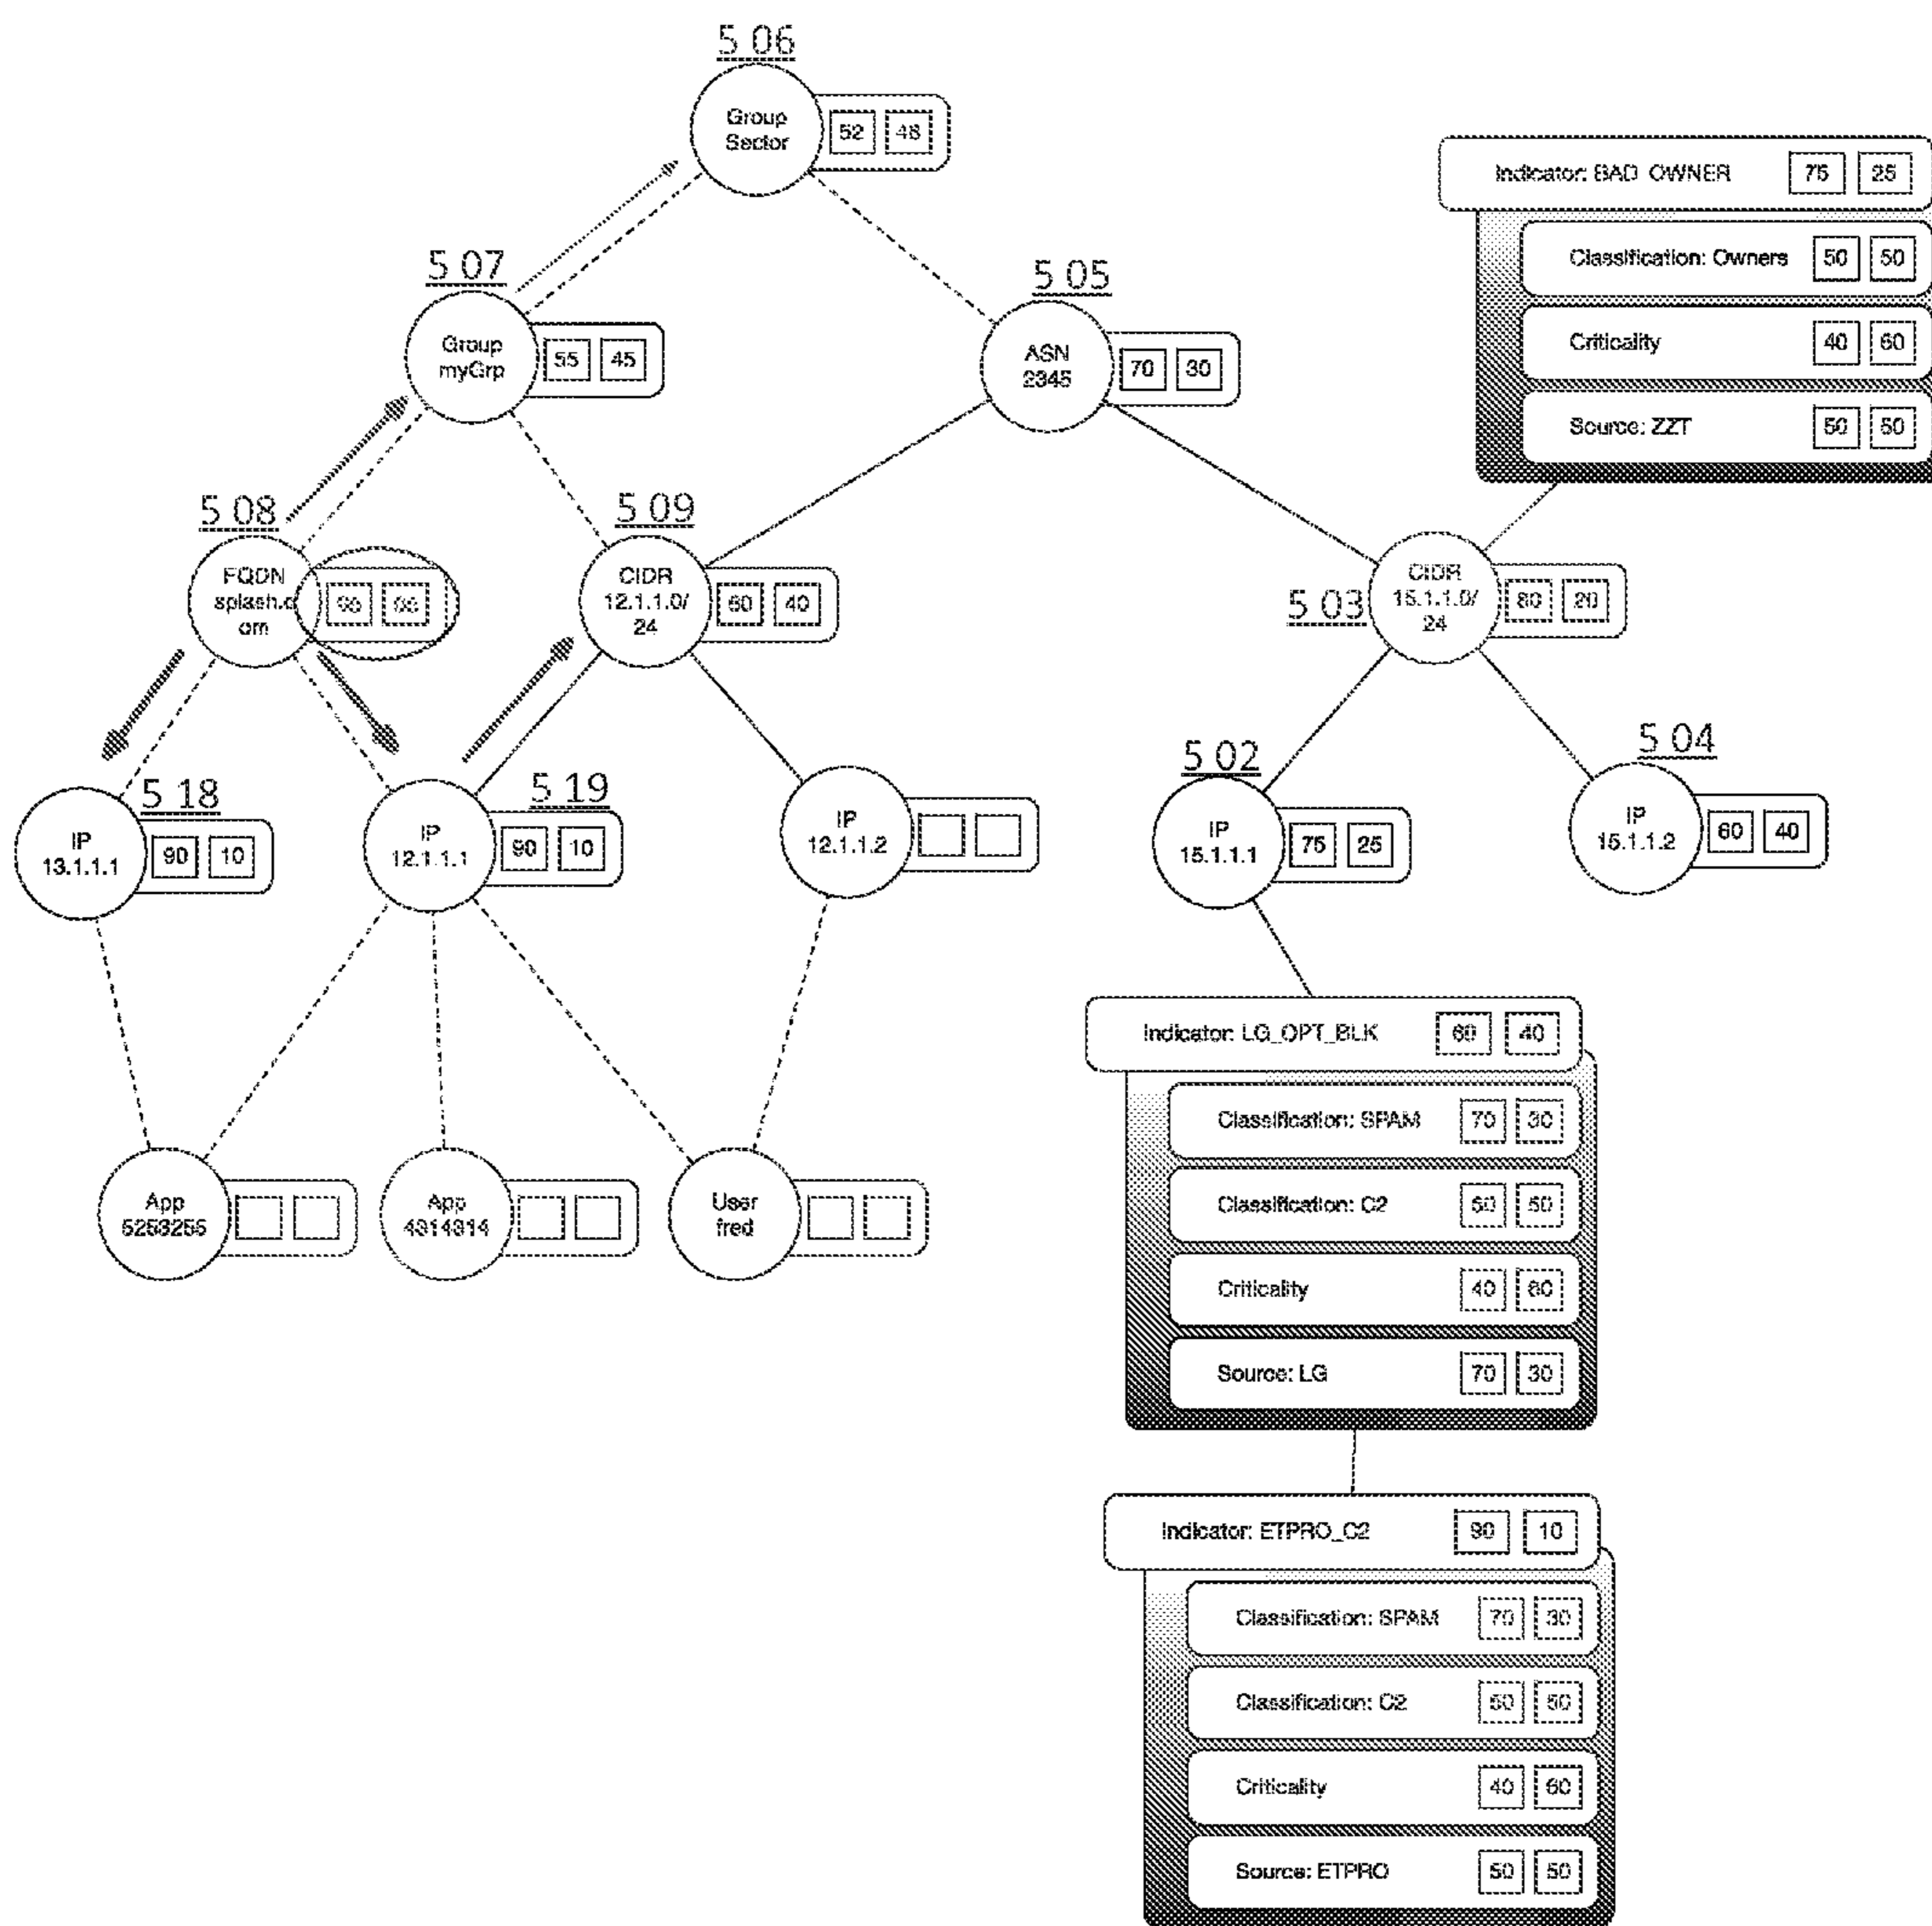 5 06
Group
Sector
52 48
Indicator: BAD_OWNER 75 25
Classification: Owners 50 50
Criticality 40 60
Source: ZZT 50 50
5 07
Group
myGrp
55 45
5 05
ASN
2345
70 30
5 08
FQDN
splash.c
om
5 09
CIDR
12.1.1.0/
24
60 40
5 03
CIDR
15.1.1.0/
24
80 20
5 18
IP
13.1.1.1
90 10
5 19
IP
12.1.1.1
90 10
IP
12.1.1.2
5 02
IP
15.1.1.1
75 25
5 04
IP
15.1.1.2
60 40
Indicator: LG_OPT_BLK 60 40
Classification: SPAM 70 30
Classification: C2 50 50
Criticality 40 60
Source: LG 70 30
App
5253255
App
4314314
User
fred
Indicator: ETPRO_C2 90 10
Classification: SPAM 70 30
Classification: C2 50 50
Criticality 40 60
Source: ETPRO 50 50